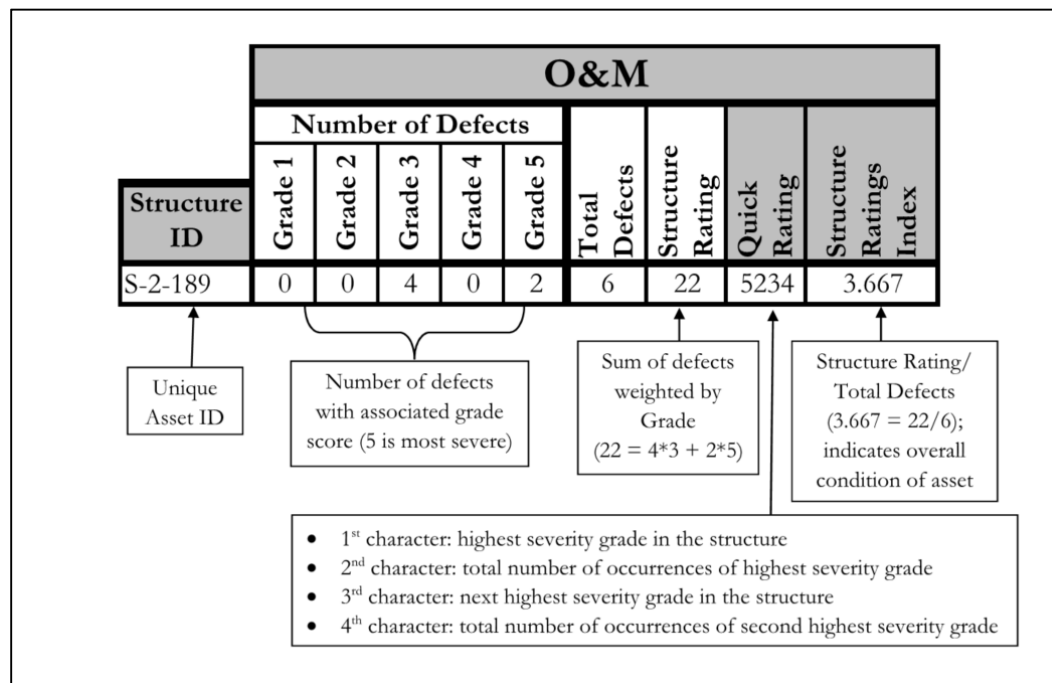 O&M
Number of Defects
Structure
ID
Grade 1
Grade 2
Grade 3
Grade 4
Grade 5
Total
Defects
Structure
Rating
Quick
Rating
Structure
Ratings
Index
S-2-189 0 0 4 0 2 6 22 5234 3.667
Unique
Asset ID
Number of defects
with associated grade
score (5 is most severe)
Sum of defects
weighted by
Grade
(22 = 4*3 + 2*5)
Structure Rating/
Total Defects
(3.667 = 22/6);
indicates overall
condition of asset
• 1st character: highest severity grade in the structure
• 2nd character: total number of occurrences of highest severity grade
• 3rd character: next highest severity grade in the structure
• 4th character: total number of occurrences of second highest severity grade